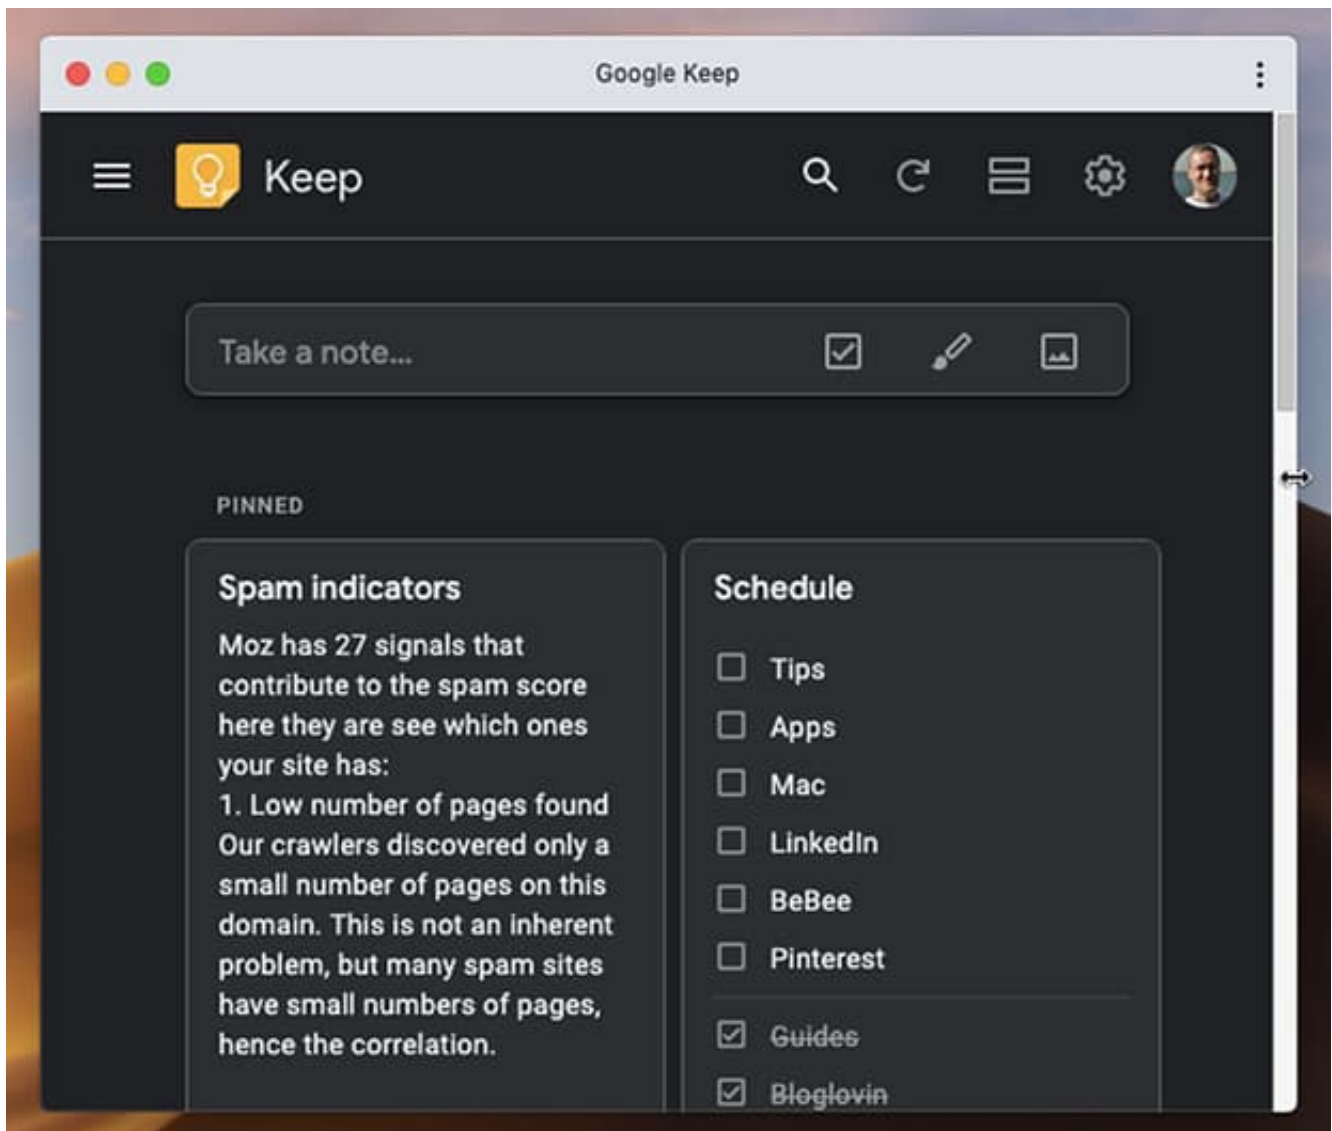 Google Keep
Keep
Take a note...
PINNED
Spam indicators
Moz has 27 signals that
contribute to the spam score
here they are see which ones
your site has:
1. Low number of pages found
Our crawlers discovered only a
small number of pages on this
domain. This is not an inherent
problem, but many spam sites
have small numbers of pages,
hence the correlation.
Schedule
Tips
Apps
Mac
LinkedIn
BeBee
Pinterest
Guides
Bloglovin